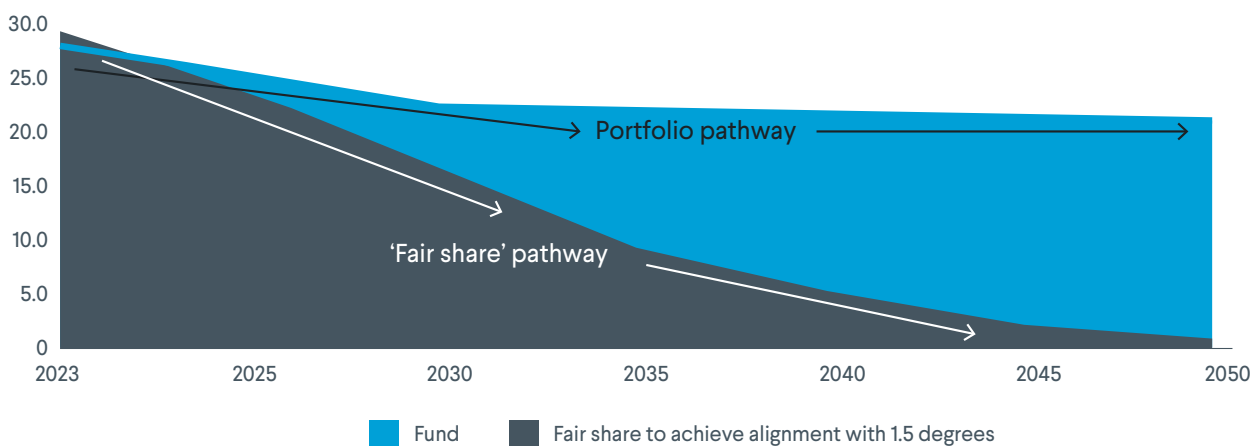 30.0
25.0
20.0
15.0
10.0
5.0
0
Portfolio pathway
‘Fair share’ pathway
2023 2025 2030 2035 2040 2045 2050
Fund Fair share to achieve alignment with 1.5 degrees